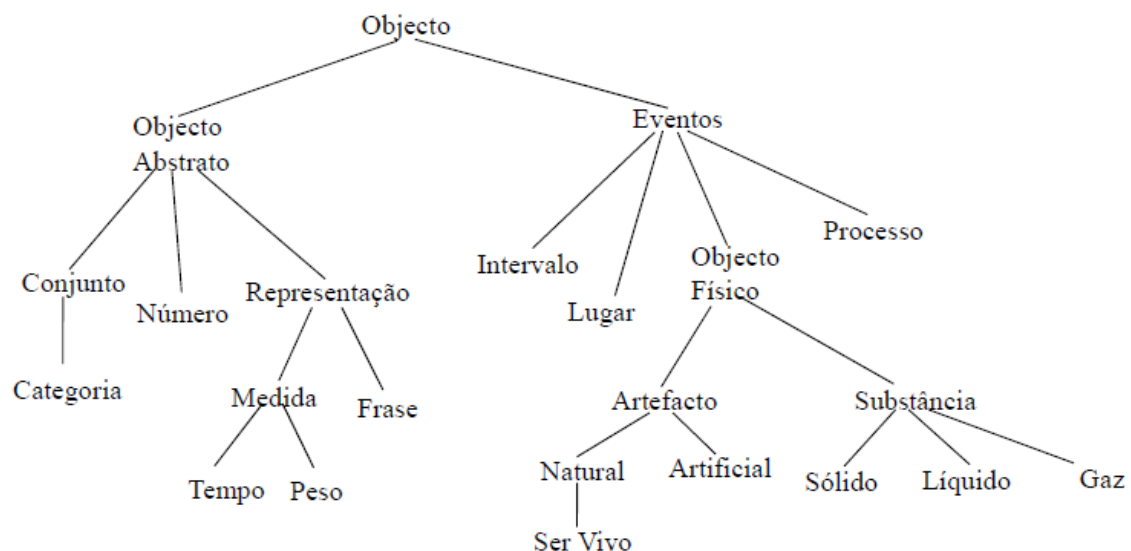 Objecto
Objecto
Abstrato
Eventos
Conjunto
Número
Representação
Intervalo
Lugar
Objecto
Físico
Processo
Categoria
Medida
Frase
Artefacto
Substância
Tempo
Peso
Natural
Artificial
Sólido
Líquido
Gaz
Ser Vivo